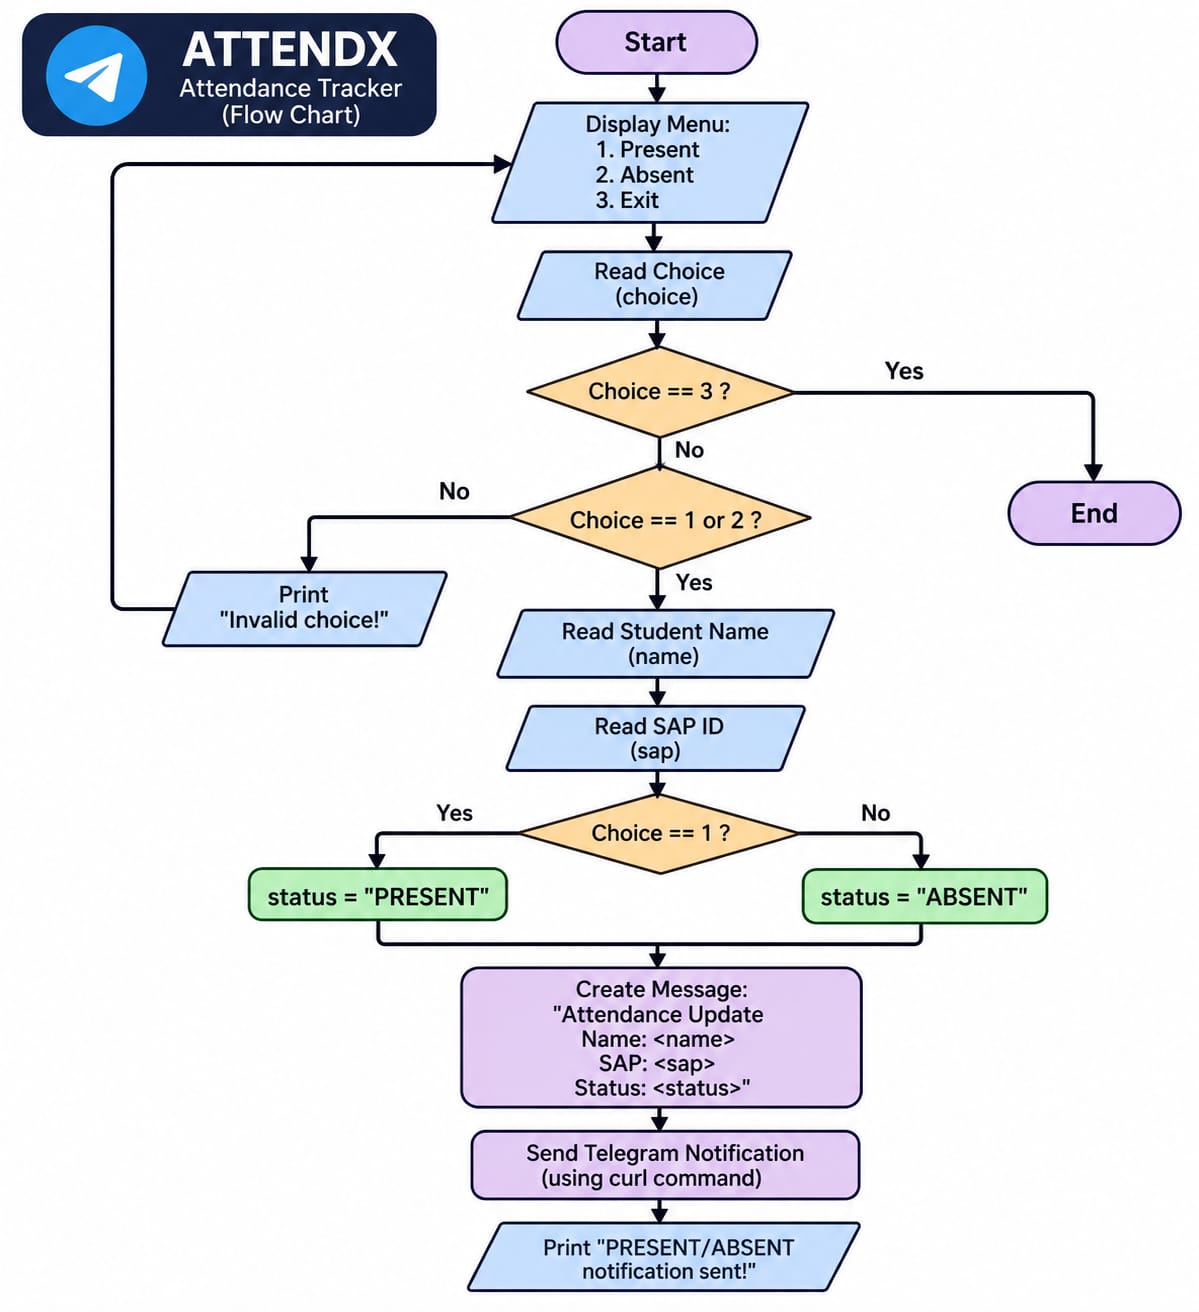 ATTENDX
Attendance Tracker
(Flow Chart)
Start
Display Menu:
1. Present
2. Absent
3. Exit
Read Choice
(choice)
Choice == 3 ?
Yes
No
End
Choice == 1 or 2 ?
No
Yes
Print
"Invalid choice!"
Read Student Name
(name)
Read SAP ID
(sap)
Choice == 1 ?
Yes
No
status = "PRESENT"
status = "ABSENT"
Create Message:
"Attendance Update
Name: <name>
SAP: <sap>
Status: <status>"
Send Telegram Notification
(using curl command)
Print "PRESENT/ABSENT
notification sent!"